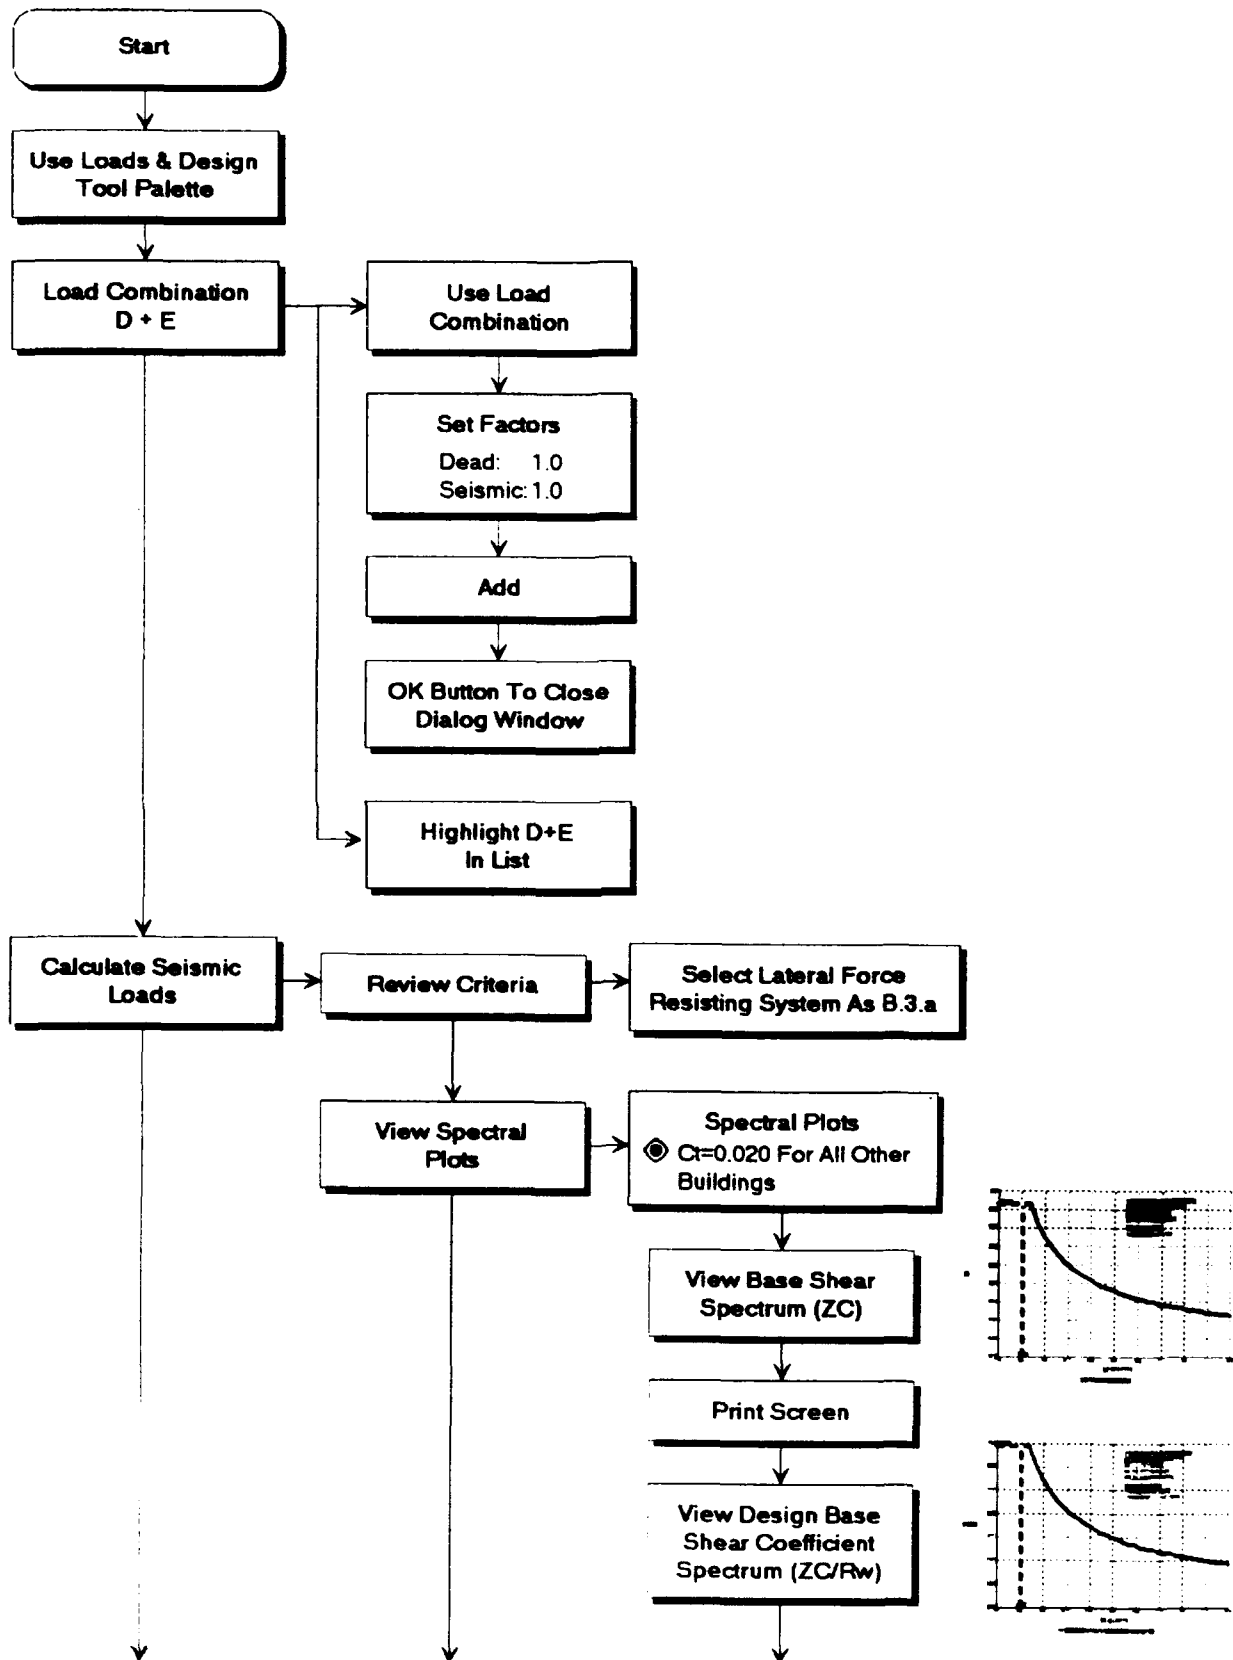 Start
Use Loads & Design
Tool Palette
Load Combination
D + E
Use Load
Combination
Set Factors
Dead: 1.0
Seismic: 1.0
Add
OK Button To Close
Dialog Window
Highlight D+E
In List
Calculate Seismic
Loads
Review Criteria
Select Lateral Force
Resisting System As B.3.a
View Spectral
Plots
Spectral Plots
Ct=0.020 For All Other
Buildings
View Base Shear
Spectrum (ZC)
Print Screen
View Design Base
Shear Coefficient
Spectrum (ZC/Rw)